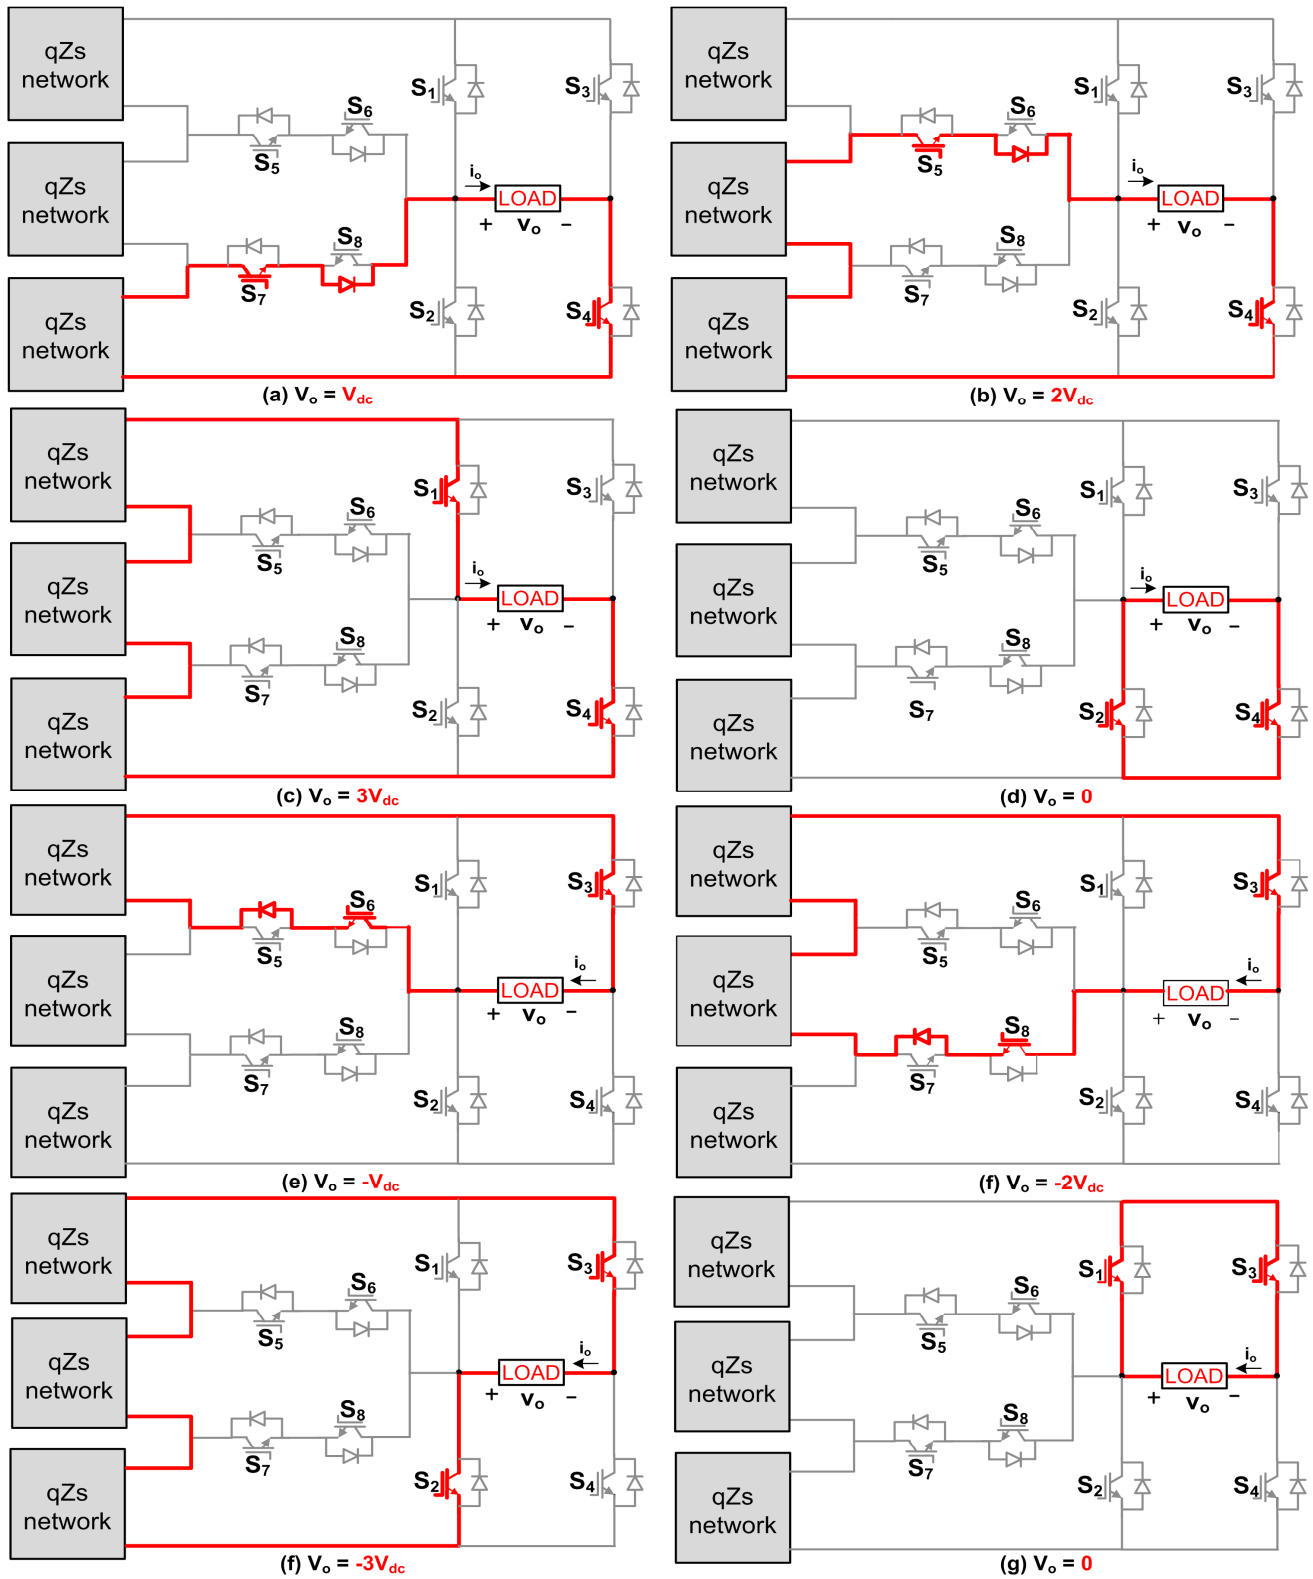 qZs
network
qZs
network
qZs
network
S1
S3
S6
S5
S8
S7
S2
S4
io
LOAD
+ vo -
(a) Vo = Vdc
qZs
network
qZs
network
qZs
network
S1
S3
S6
S5
S8
S7
S2
S4
io
LOAD
+ vo -
(b) Vo = 2Vdc
qZs
network
qZs
network
qZs
network
S1
S3
S6
S5
S8
S7
S2
S4
io
LOAD
+ vo -
(c) Vo = 3Vdc
qZs
network
qZs
network
qZs
network
S1
S3
S6
S5
S8
S7
S2
S4
io
LOAD
+ vo -
(d) Vo = 0
qZs
network
qZs
network
qZs
network
S1
S3
S6
S5
S8
S7
S2
S4
io
LOAD
+ vo -
(e) Vo = -Vdc
qZs
network
qZs
network
qZs
network
S1
S3
S6
S5
S8
S7
S2
S4
io
LOAD
+ vo -
(f) Vo = -2Vdc
qZs
network
qZs
network
qZs
network
S1
S3
S6
S5
S8
S7
S2
S4
io
LOAD
+ vo -
(f) Vo = -3Vdc
qZs
network
qZs
network
qZs
network
S1
S3
S6
S5
S8
S7
S2
S4
io
LOAD
+ vo -
(g) Vo = 0